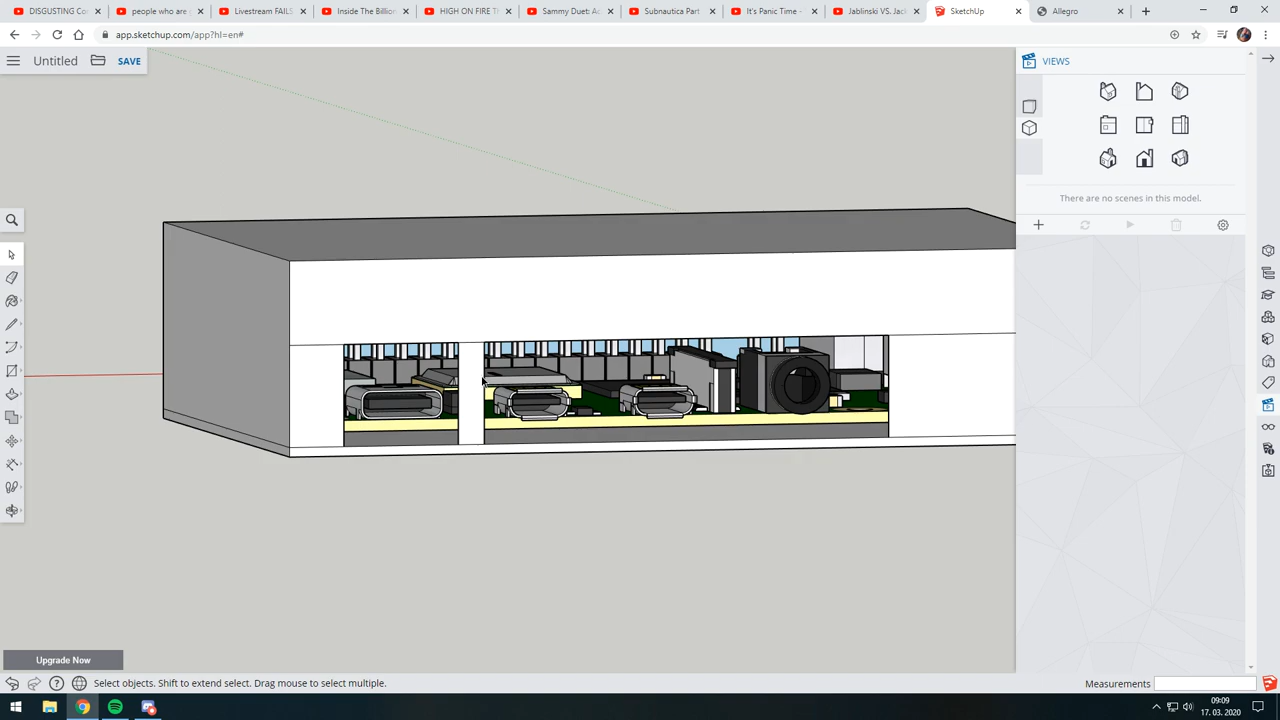 DISGUSTING Co
people who are
Livestream FAILS
Inside The Billion
HIGH ON FIRE Th
Sammy Duet: Ac
Subnautica Part
It's Panic Time -
Jablinski VS. Jack
SketchUp
Allegro
app.sketchup.com/app?hl=en#
Untitled
SAVE
VIEWS
There are no scenes in this model.
Upgrade Now
Select objects. Shift to extend select. Drag mouse to select multiple.
Measurements
09:09
17. 03. 2020